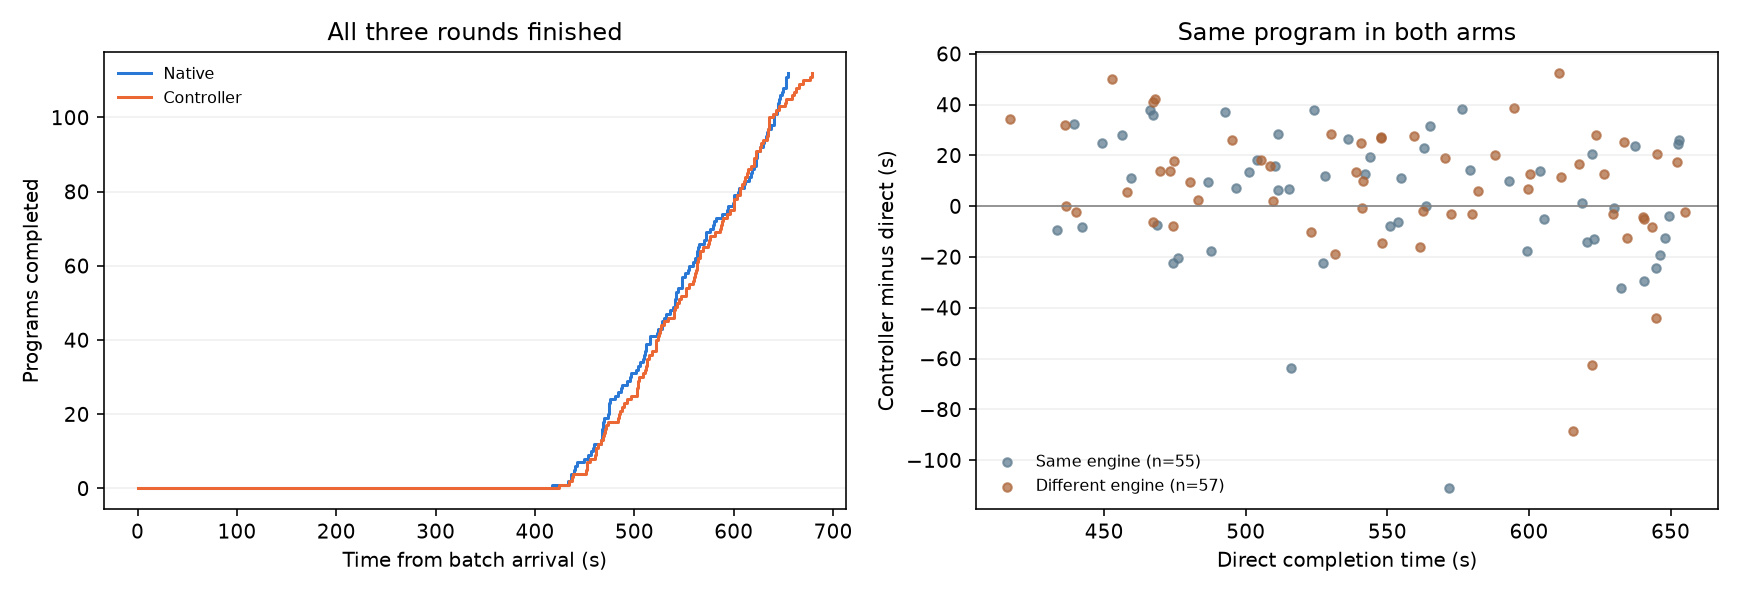 All three rounds finished
Native
Controller
Programs completed
100
80
60
40
20
0
0 100 200 300 400 500 600 700
Time from batch arrival (s)
Same program in both arms
Controller minus direct (s)
60
40
20
0
−20
−40
−60
−80
−100
Same engine (n=55)
Different engine (n=57)
450 500 550 600 650
Direct completion time (s)